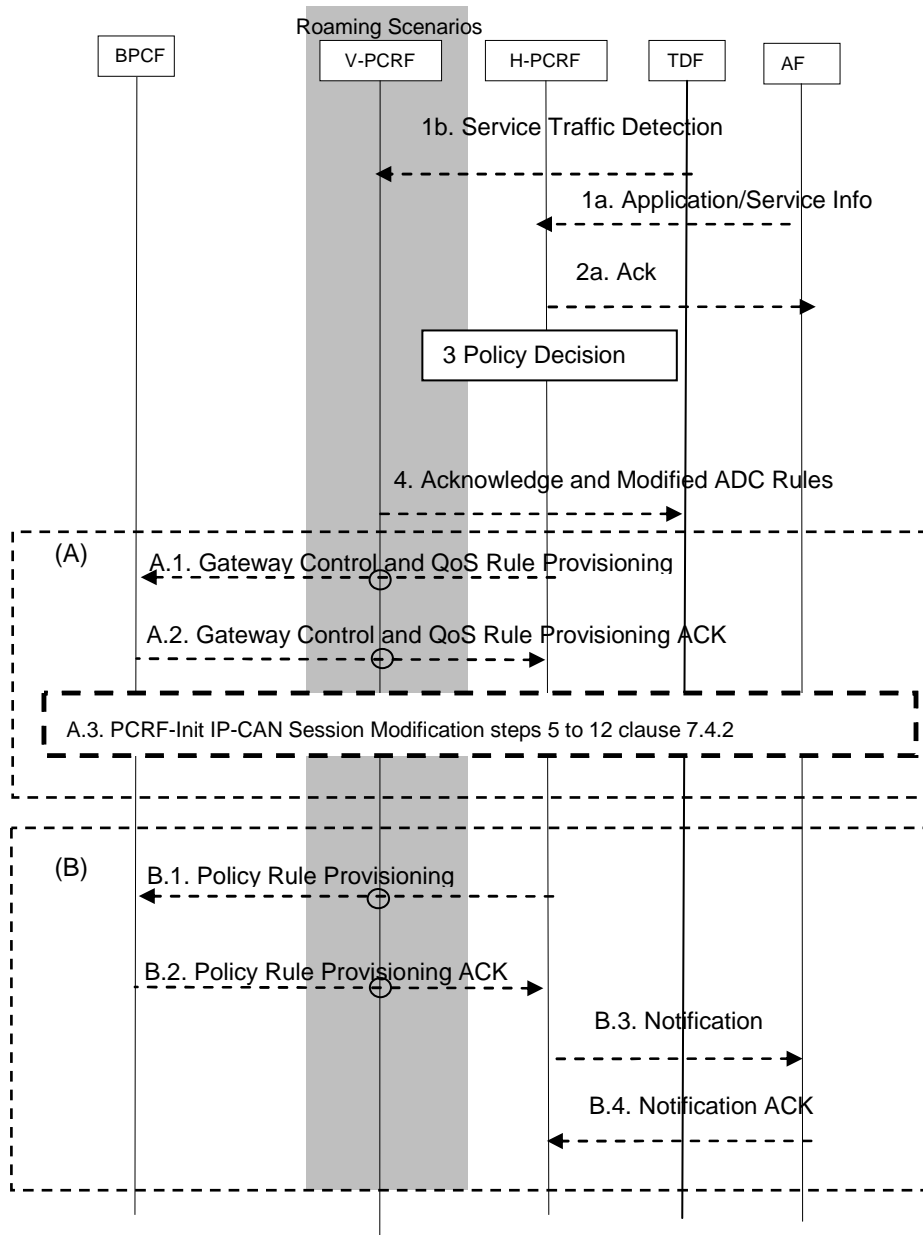 Roaming Scenarios
BPCF
V-PCRF
H-PCRF
TDF
AF
1b. Service Traffic Detection
1a. Application/Service Info
2a. Ack
3 Policy Decision
4. Acknowledge and Modified ADC Rules
(A)
A.1. Gateway Control and QoS Rule Provisioning
A.2. Gateway Control and QoS Rule Provisioning ACK
A.3. PCRF-Init IP-CAN Session Modification steps 5 to 12 clause 7.4.2
(B)
B.1. Policy Rule Provisioning
B.2. Policy Rule Provisioning ACK
B.3. Notification
B.4. Notification ACK